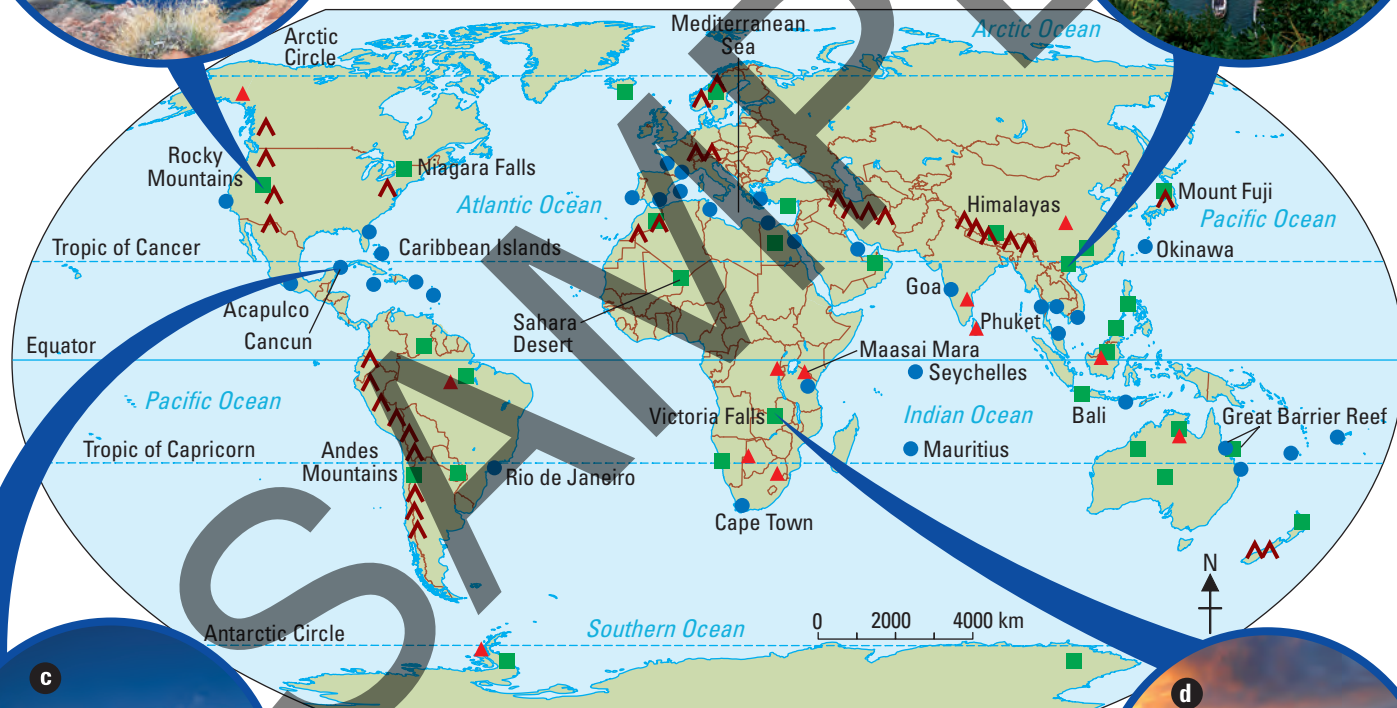 Arctic
Circle
Mediterranean
Sea
Arctic Ocean
Rocky
Mountains
Niagara Falls
Atlantic Ocean
Himalayas
Mount Fuji
Pacific Ocean
Tropic of Cancer
Caribbean Islands
Okinawa
Goa
Acapulco
Cancun
Sahara
Desert
Phuket
Equator
Maasai Mara
Seychelles
Pacific Ocean
Victoria Falls
Indian Ocean
Bali
Great Barrier Reef
Tropic of Capricorn
Andes
Mountains
Mauritius
Rio de Janeiro
Cape Town
N
0 2000 4000 km
Antarctic Circle
Southern Ocean
c
d
SAMPLE